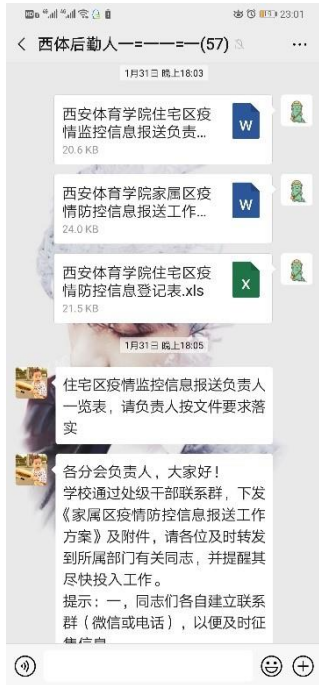 23:01
西体后勤人一=一一=一(57)
1月31日 晚上18:03
西安体育学院住宅区疫
情监控信息报送负责...
20.6 KB
W
西安体育学院家属区疫
情防控信息报送工作...
24.0 KB
W
西安体育学院住宅区疫
情防控信息登记表.xls
21.5 KB
X
1月31日 晚上18:05
住宅区疫情监控信息报送负责人
一览表，请负责人按文件要求落
实
各分会负责人，大家好！
学校通过处级干部联系群，下发
《家属区疫情防控信息报送工作
方案》及附件，请各位及时转发
到所属部门有关同志，并提醒其
尽快投入工作。
提示：一，同志们各自建立联系
群（微信或电话），以便及时征
集信息